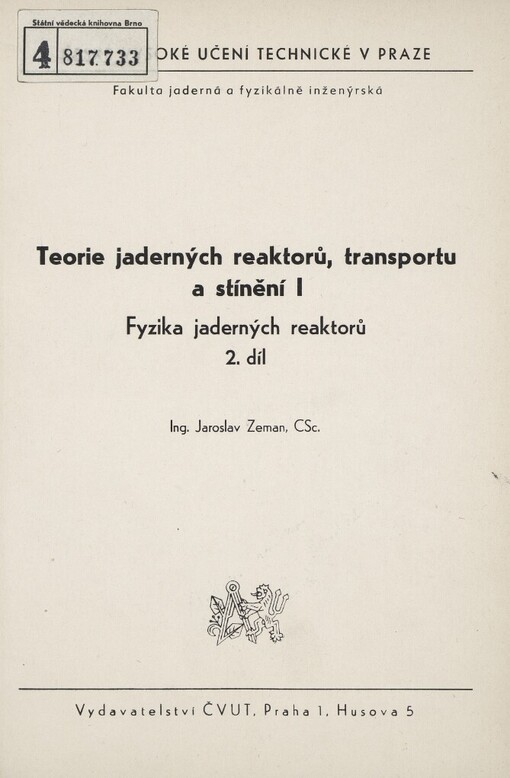 Státní vědecká knihovna Brno
4 817.733
UČENÍ TECHNICKÉ V PRAZE
Fakulta jaderná a fyzikálně inženýrská
Teorie jaderných reaktorů, transportu
a stínění I
Fyzika jaderných reaktorů
2. díl
Ing. Jaroslav Zeman, CSc.
Vydavatelství ČVUT, Praha 1, Husova 5